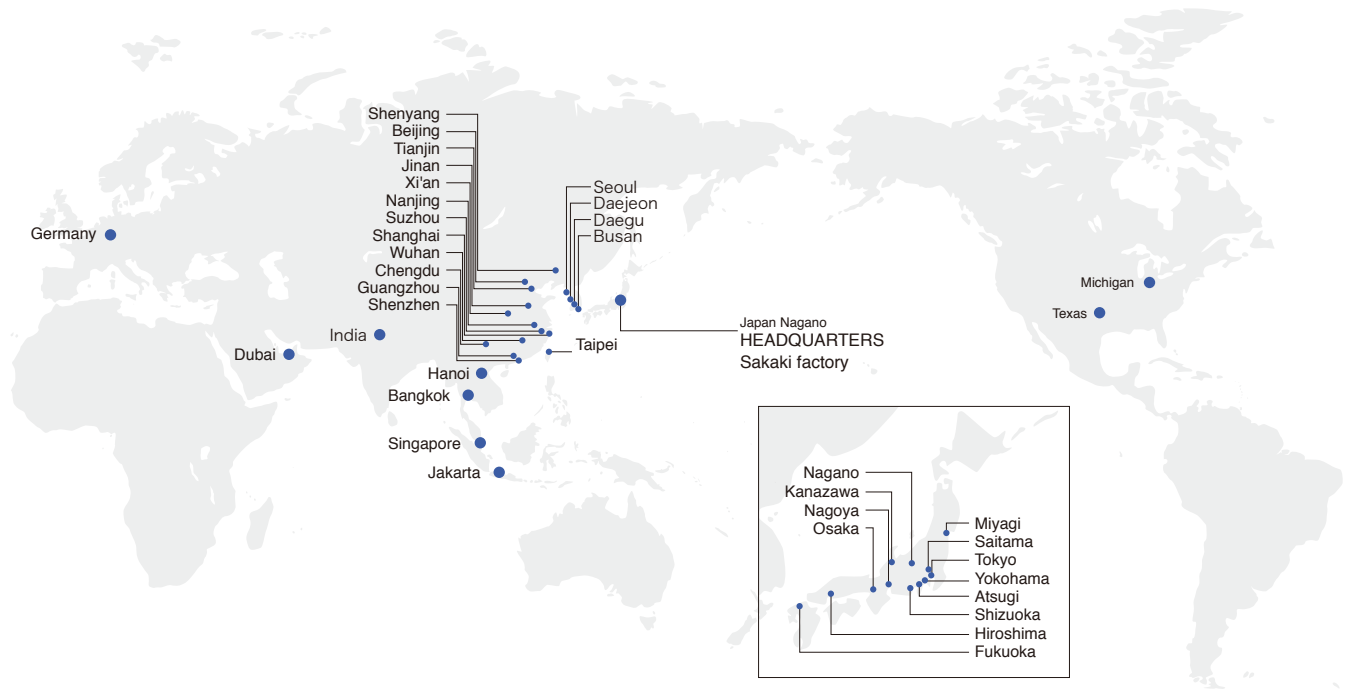 Shenyang
Beijing
Tianjin
Jinan
Xi'an
Nanjing
Suzhou
Shanghai
Wuhan
Chengdu
Guangzhou
Shenzhen
Seoul
Daejeon
Daegu
Busan
Germany
India
Dubai
Taipei
Hanoi
Bangkok
Singapore
Jakarta
Japan Nagano
HEADQUARTERS
Sakaki factory
Michigan
Texas
Nagano
Kanazawa
Nagoya
Osaka
Miyagi
Saitama
Tokyo
Yokohama
Atsugi
Shizuoka
Hiroshima
Fukuoka